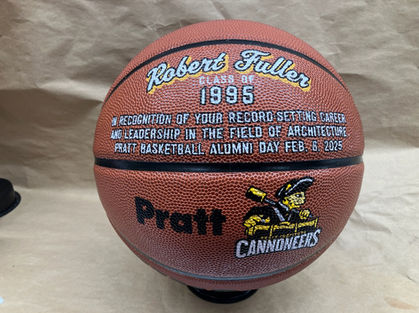 Robert Fuller
CLASS OF
1995
IN RECOGNITION OF YOUR RECORD-SETTING CAREER
AND LEADERSHIP IN THE FIELD OF ARCHITECTURE
PRATT BASKETBALL ALUMNI DAY FEB. 8, 2025
Pratt
CANNONEERS